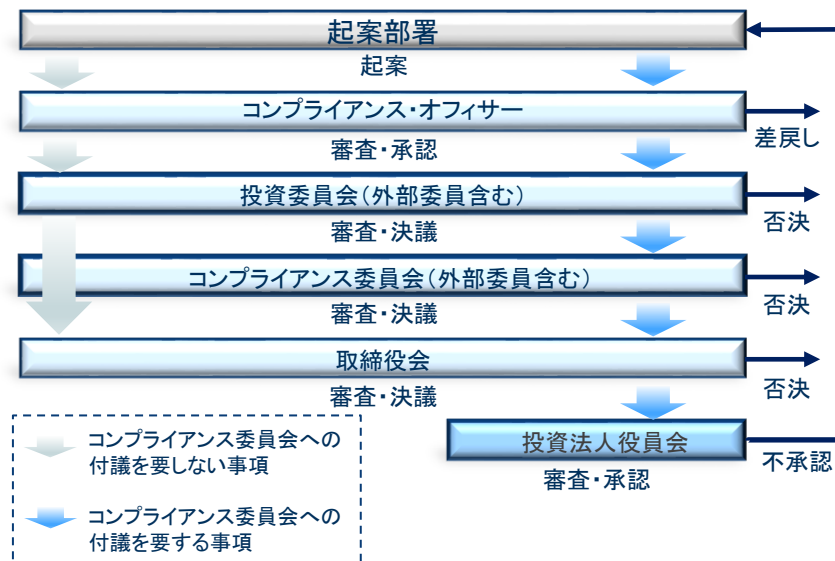 起案部署
起案
コンプライアンス・オフィサー
差戻し
審査・承認
投資委員会(外部委員含む)
否決
審査・決議
コンプライアンス委員会(外部委員含む)
否決
審査・決議
取締役会
否決
審査・決議
投資法人役員会
不承認
審査・承認
コンプライアンス委員会への
付議を要しない事項
コンプライアンス委員会への
付議を要する事項